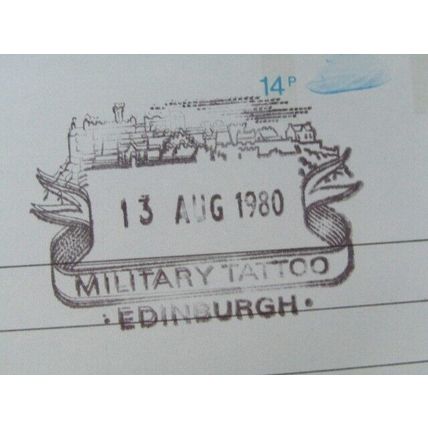 14P
13 AUG 1980
MILITARY TATTOO
· EDINBURGH ·